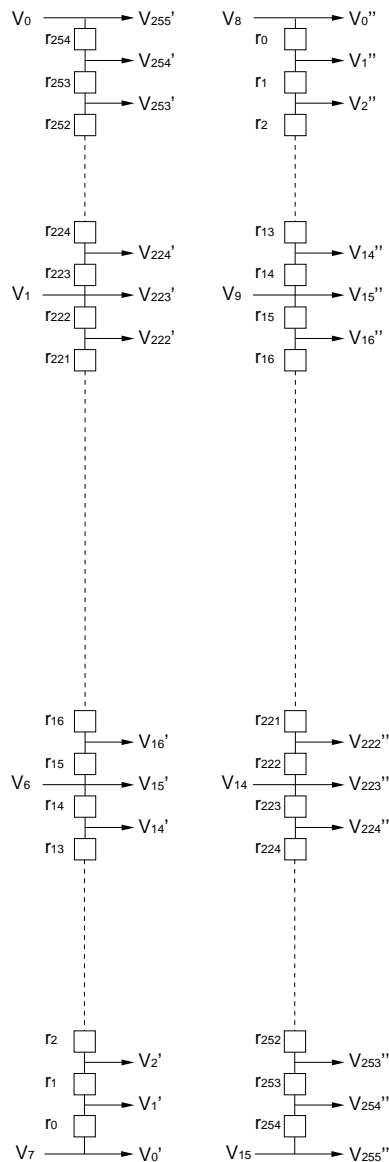 V0 V255’ V8 V0’’
r254 r0
V254’ V1’’
r253 r1
V253’ V2’’
r252 r2
r224 r13
V224’ V14’’
r223 r14
V1 V223’ V9 V15’’
r222 r15
V222’ V16’’
r221 r16
r16 r221
V16’ V222’’
r15 r222
V6 V15’ V14 V223’’
r14 r223
V14’ V224’’
r13 r224
r2 r252
V2’ V253’’
r1 r253
V1’ V254’’
r0 r254
V7 V0’ V15 V255’’